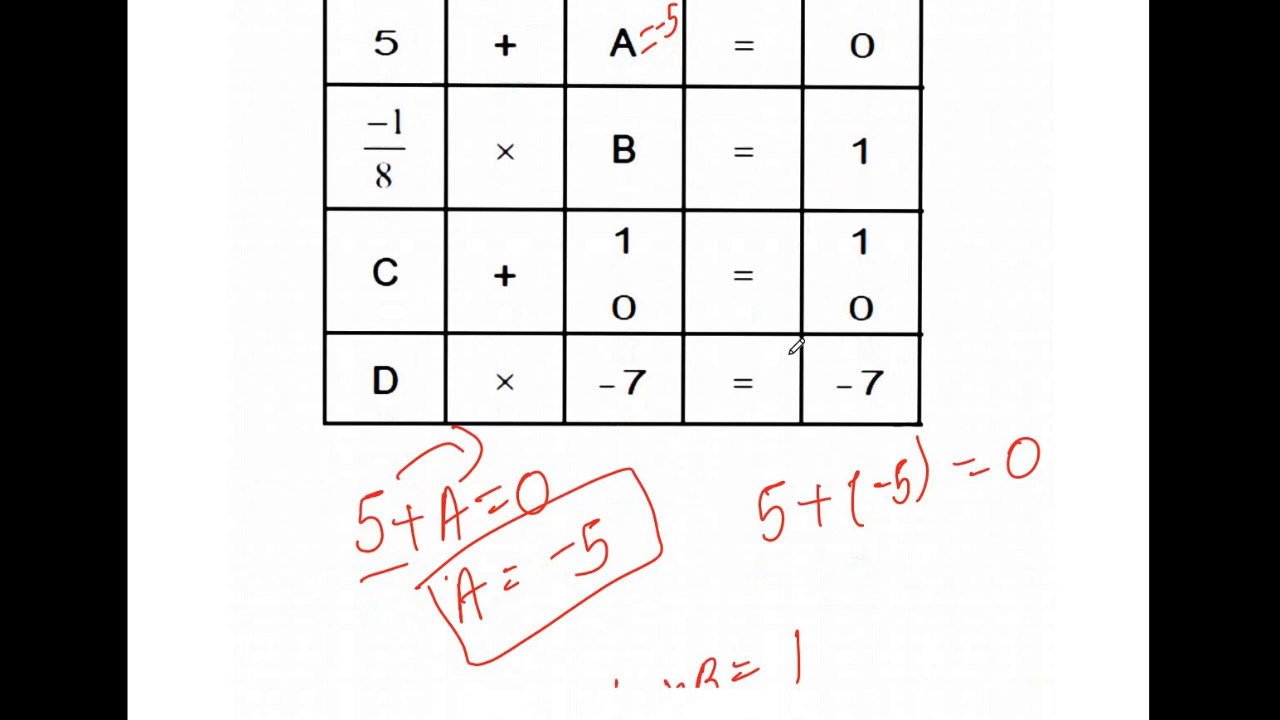 5 + A =-5 = 0
-1/8 × B = 1
C + 1 0 = 1 0
D × -7 = -7
5+A=0
5+(-5)=0
A= -5
×B= 1